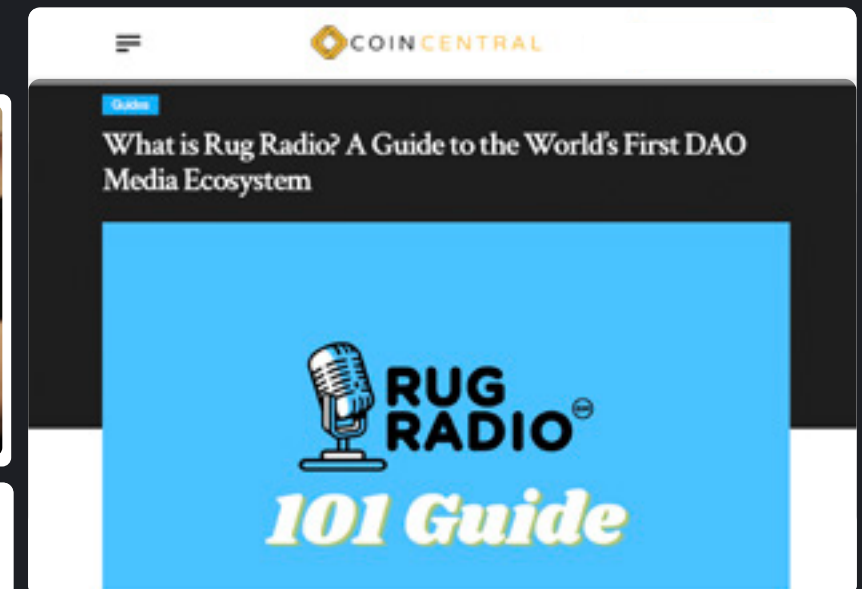 COINCENTRAL
Guides
What is Rug Radio? A Guide to the World's First DAO
Media Ecosystem
RUG
RADIO
101 Guide